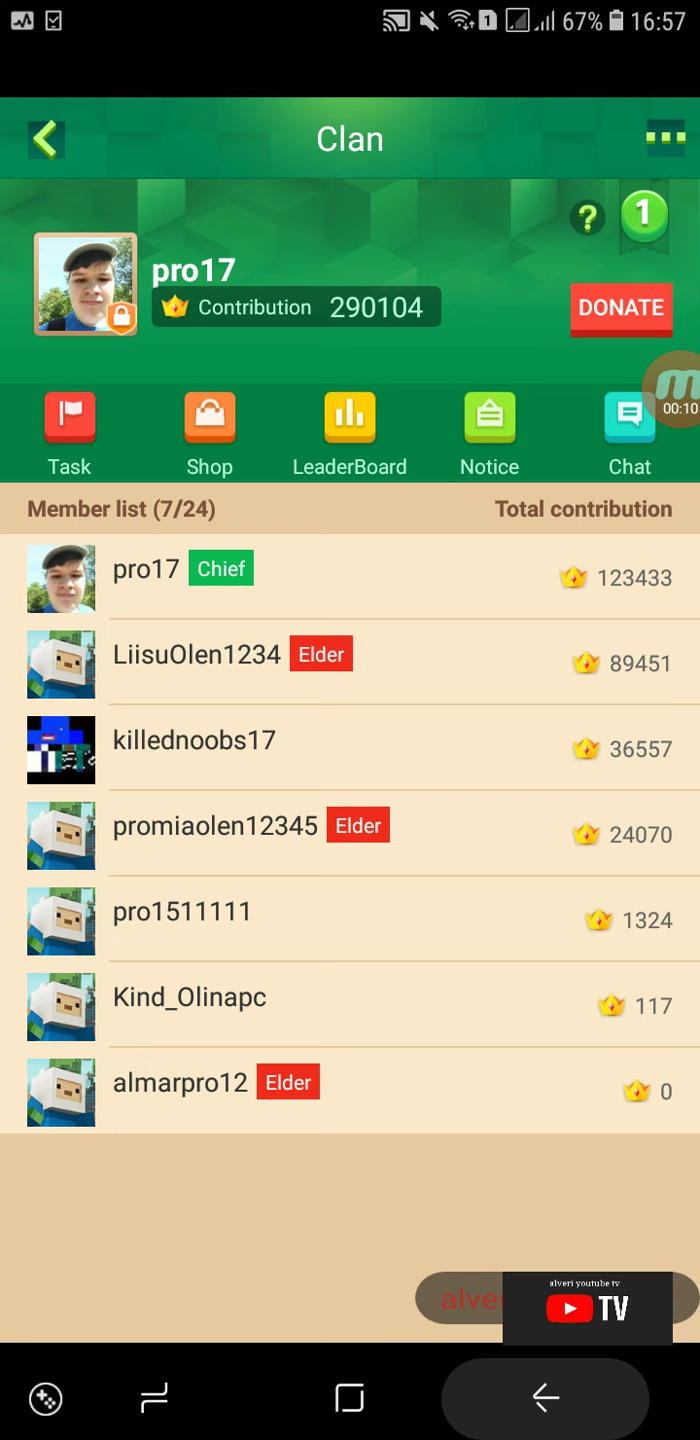 1 67% 16:57
Clan
? 1
pro17
Contribution 290104
DONATE
00:10
Task Shop LeaderBoard Notice Chat
Member list (7/24) Total contribution
pro17 Chief 123433
LiisuOlen1234 Elder 89451
killednoobs17 36557
promiaolen12345 Elder 24070
pro1511111 1324
Kind_Olinapc 117
almarpro12 Elder 0
alveri youtube tv
TV